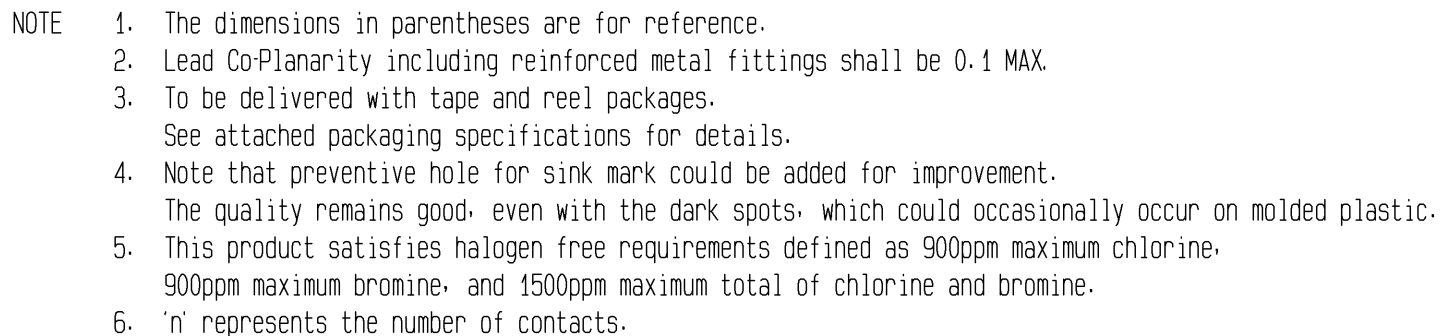 NOTE 1. The dimensions in parentheses are for reference.
2. Lead Co-Planarity including reinforced metal fittings shall be 0.1 MAX.
3. To be delivered with tape and reel packages.
See attached packaging specifications for details.
4. Note that preventive hole for sink mark could be added for improvement.
The quality remains good, even with the dark spots, which could occasionally occur on molded plastic.
5. This product satisfies halogen free requirements defined as 900ppm maximum chlorine,
900ppm maximum bromine, and 1500ppm maximum total of chlorine and bromine.
6. 'n' represents the number of contacts.